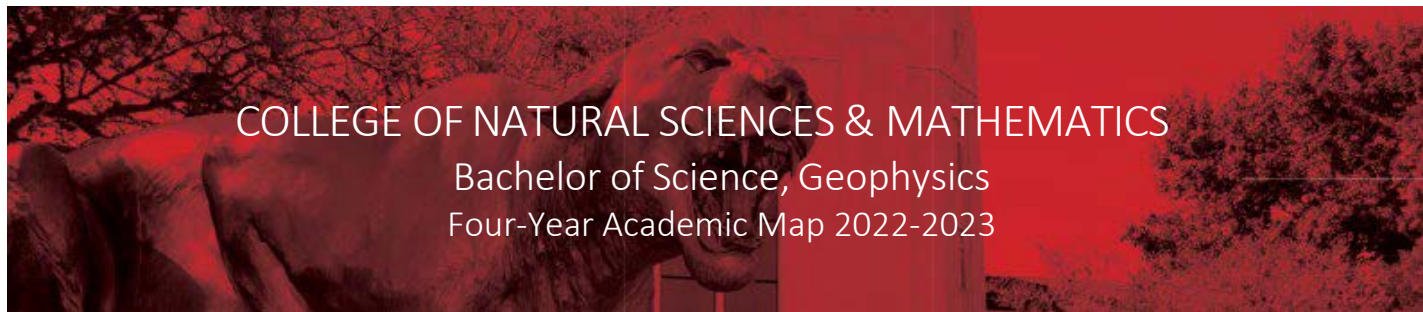 COLLEGE OF NATURAL SCIENCES & MATHEMATICS
Bachelor of Science, Geophysics
Four-Year Academic Map 2022-2023